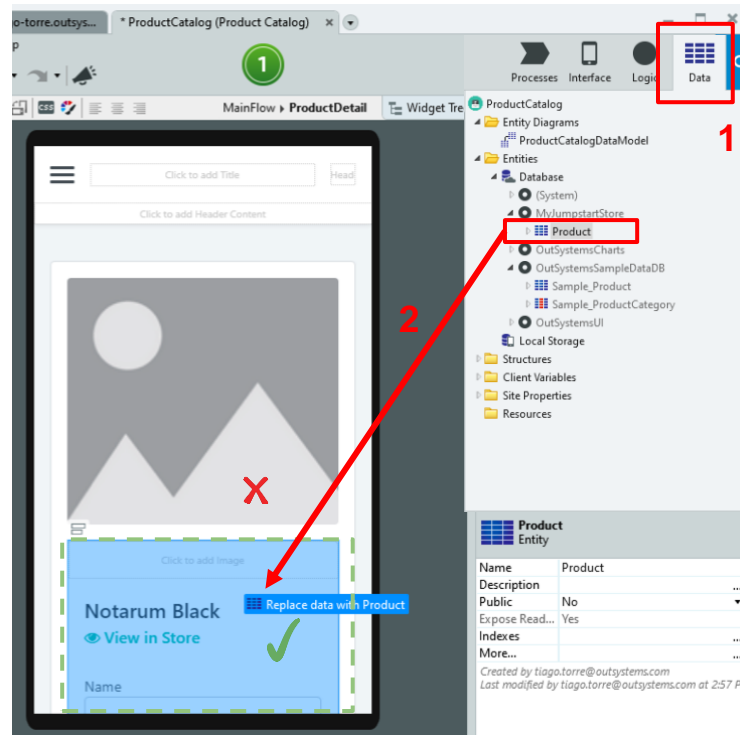 o-torre.outsys...
* ProductCatalog (Product Catalog)
1
Processes
Interface
Logic
Data
css
MainFlow ▸ ProductDetail
Widget Tre
ProductCatalog
Entity Diagrams
ProductCatalogDataModel
Entities
Database
(System)
MyJumpstartStore
Product
OutSystemsCharts
OutSystemsSampleDataDB
Sample_Product
Sample_ProductCategory
OutSystemsUI
Local Storage
Structures
Client Variables
Site Properties
Resources
1
2
Click to add Title
Head
Click to add Header Content
X
Click to add Image
Replace data with Product
Notarum Black
View in Store
Name
Product
Entity
Name Product
Description ...
Public No
Expose Read... Yes
Indexes ...
More... ...
Created by tiago.torre@outsystems.com
Last modified by tiago.torre@outsystems.com at 2:57 P